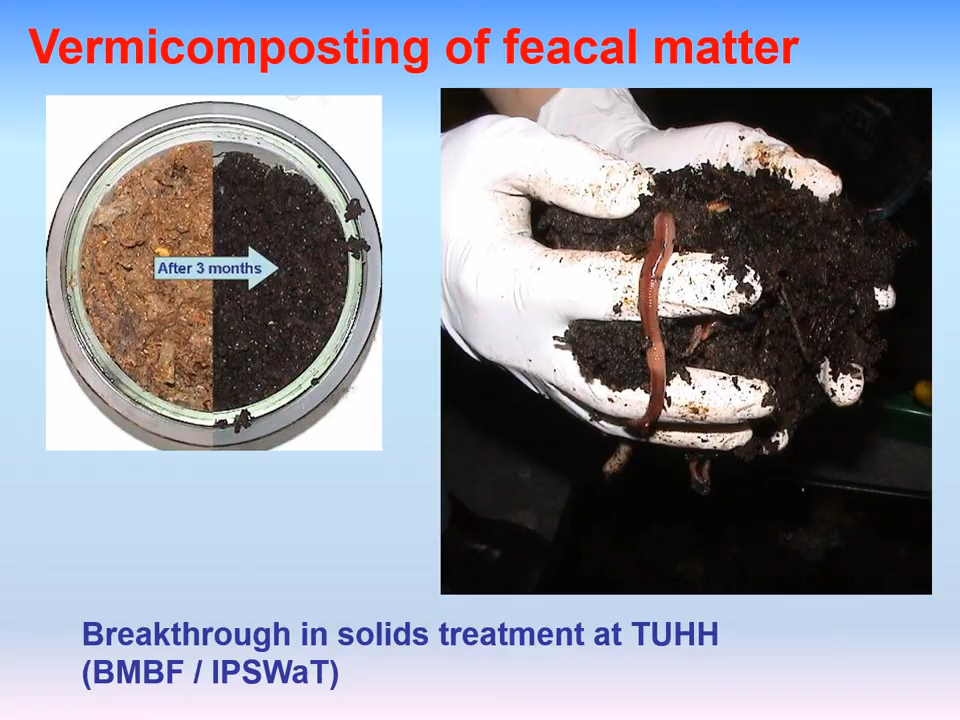 Vermicomposting of feacal matter
After 3 months
Breakthrough in solids treatment at TUHH
(BMBF / IPSWaT)